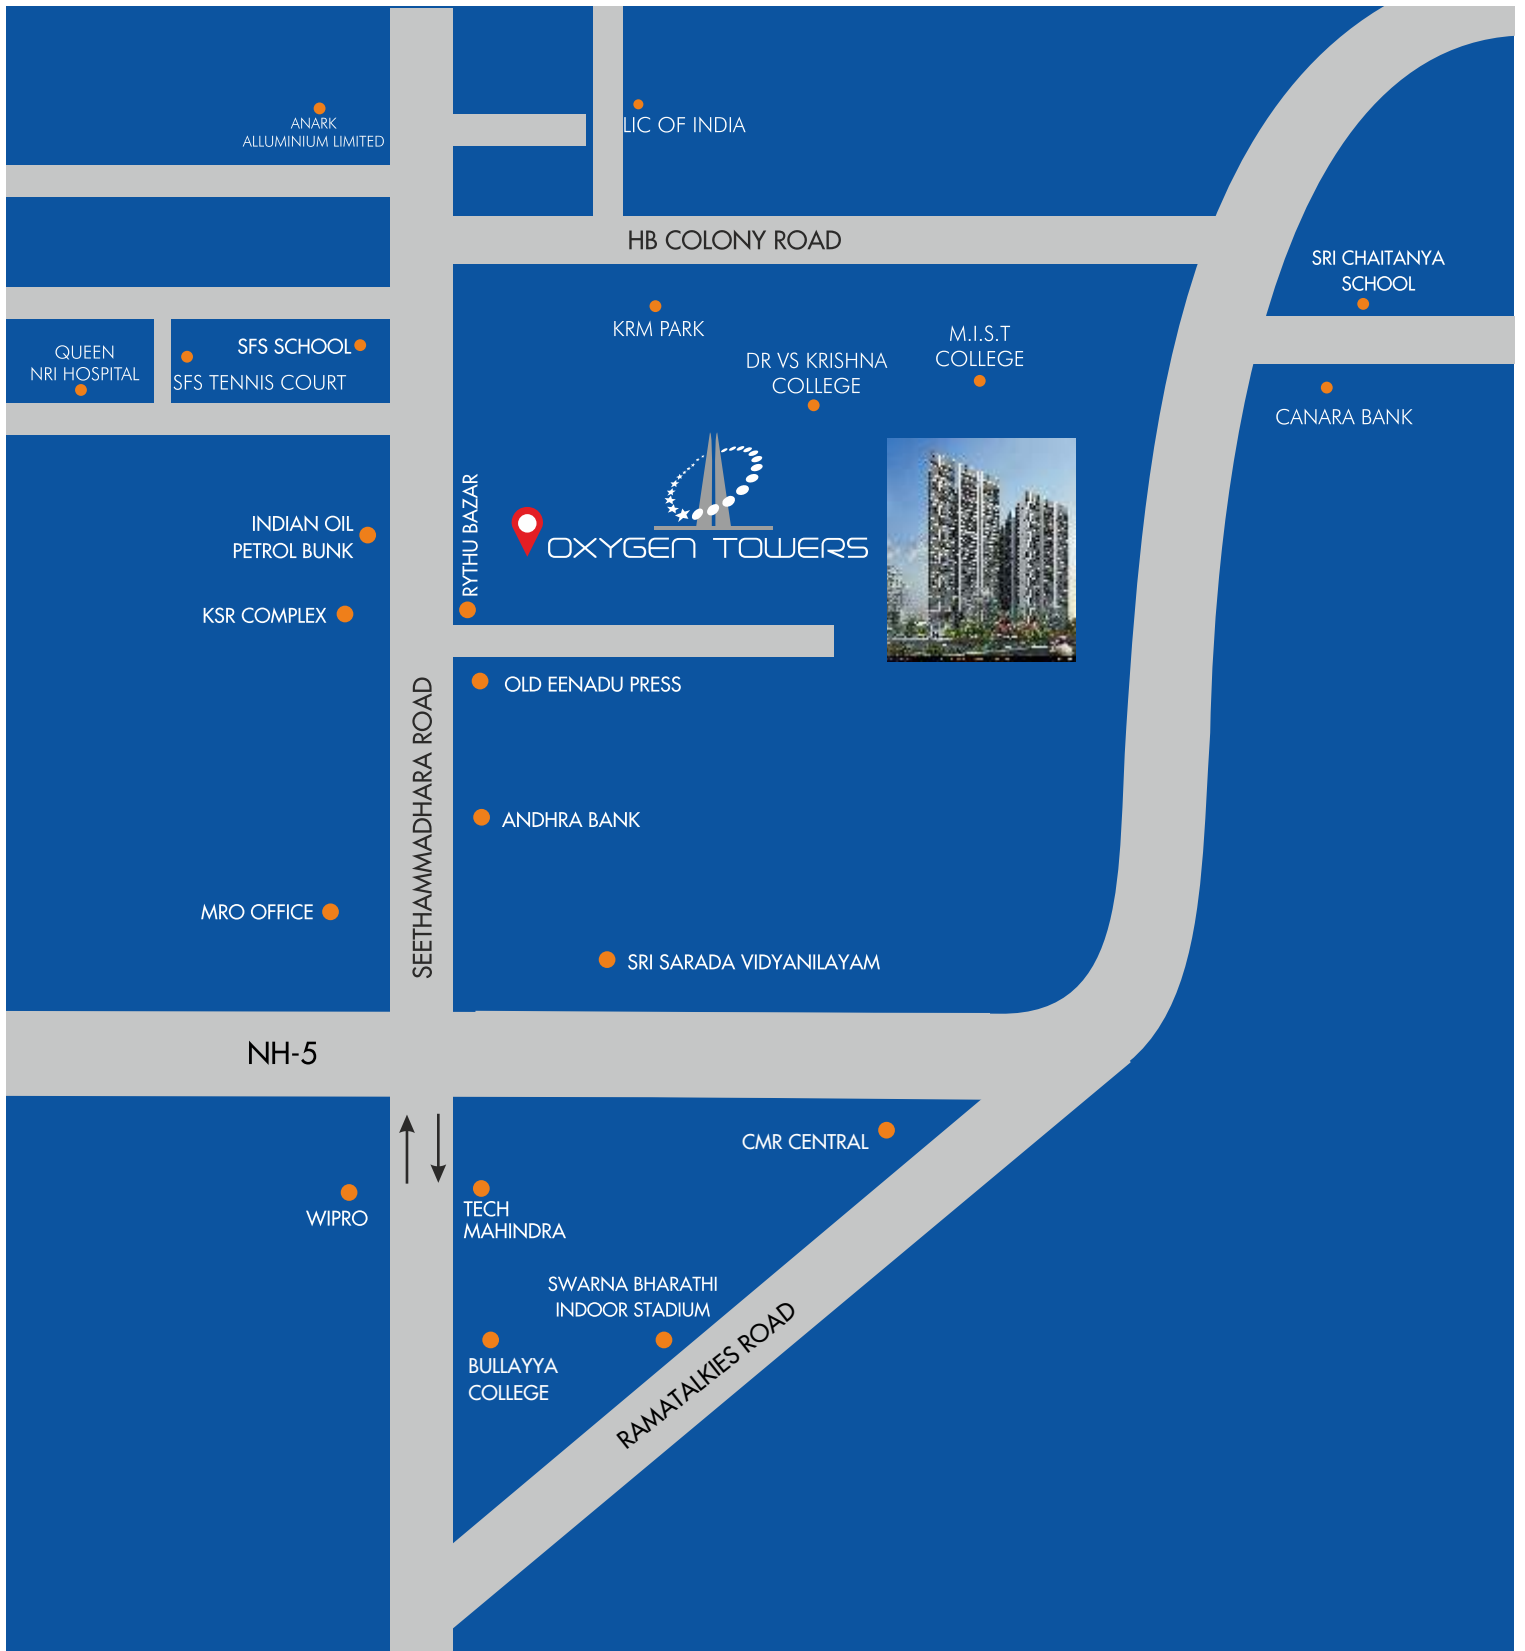 ANARK
ALLUMINIUM LIMITED
LIC OF INDIA
HB COLONY ROAD
SRI CHAITANYA
SCHOOL
KRM PARK
M.I.S.T
COLLEGE
DR VS KRISHNA
COLLEGE
QUEEN
NRI HOSPITAL
SFS SCHOOL
SFS TENNIS COURT
CANARA BANK
RYTHU BAZAR
OXYGEN TOWERS
INDIAN OIL
PETROL BUNK
KSR COMPLEX
OLD EENADU PRESS
SEETHAMMADHARA ROAD
ANDHRA BANK
MRO OFFICE
SRI SARADA VIDYANILAYAM
NH-5
CMR CENTRAL
WIPRO
TECH
MAHINDRA
SWARNA BHARATHI
INDOOR STADIUM
BULLAYYA
COLLEGE
RAMATALKIES ROAD